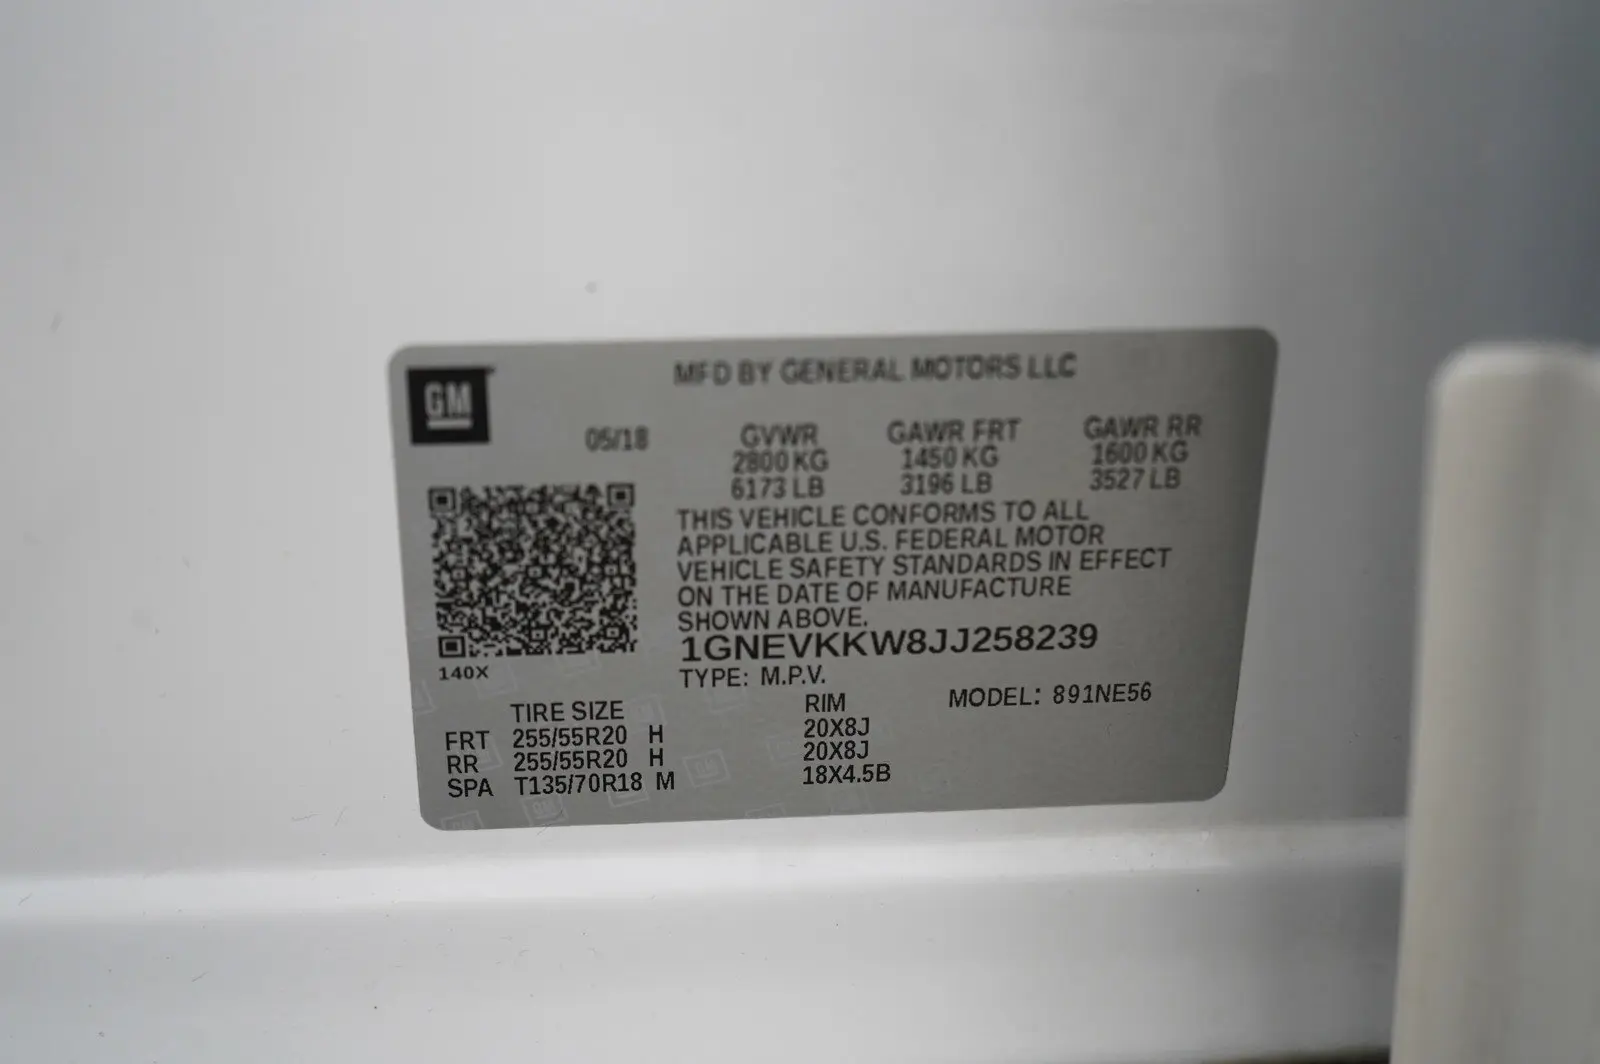 GM
MFD BY GENERAL MOTORS LLC
05/18 GVWR GAWR FRT GAWR RR
2800 KG 1450 KG 1600 KG
6173 LB 3196 LB 3527 LB
THIS VEHICLE CONFORMS TO ALL
APPLICABLE U.S. FEDERAL MOTOR
VEHICLE SAFETY STANDARDS IN EFFECT
ON THE DATE OF MANUFACTURE
SHOWN ABOVE.
1GNEVKKW8JJ258239
140X
TYPE: M.P.V.
TIRE SIZE RIM MODEL: 891NE56
FRT 255/55R20 H 20X8J
RR 255/55R20 H 20X8J
SPA T135/70R18 M 18X4.5B